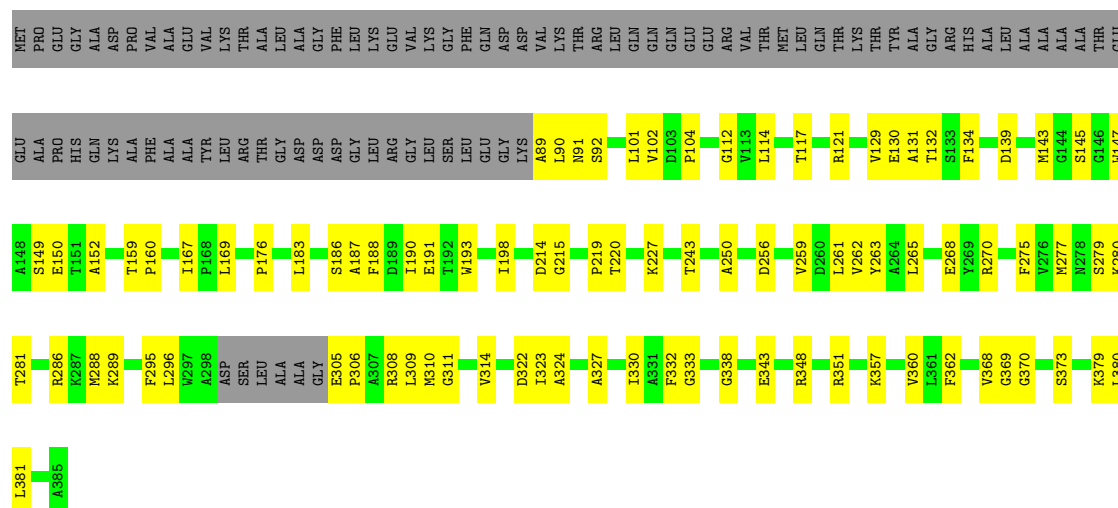 MET PRO GLU GLY ALA ASP PRO VAL ALA GLU VAL LYS THR ALA LEU ALA GLY PHE LEU LYS GLU VAL LYS GLY PHE GLN ASP ASP VAL LYS THR ARG LEU GLN GLN GLN GLU GLU ARG VAL THR MET LEU GLN THR LYS THR TYR ALA GLY ARG HIS ALA LEU ALA ALA ALA ALA THR GLU
GLU ALA PRO HIS GLN LYS ALA PHE ALA ALA TYR LEU ARG THR GLY ASP ASP ASP GLY LEU ARG GLY LEU SER LEU GLU GLY LYS A89 L90 N91 S92 L101 V102 D103 P104 G112 V113 L114 T117 R121 V129 E130 A131 T132 S133 F134 D139 M143 G144 S145 G146 W147
A148 S149 E150 T151 A152 T159 P160 I167 P168 L169 P176 L183 S186 A187 F188 D189 I190 E191 T192 W193 I198 D214 G215 P219 T220 K227 T243 A250 D256 V259 D260 L261 V262 Y263 A264 L265 E268 Y269 R270 F275 V276 M277 N278 S279 K280
T281 R286 K287 M288 K289 F295 L296 W297 A298 ASP SER LEU ALA ALA GLY E305 P306 A307 R308 L309 M310 G311 V314 D322 I323 A324 A327 I330 A331 F332 G333 G338 E343 R348 R351 K357 V360 L361 F362 V368 G369 G370 S373 K379 L380
L381 A385